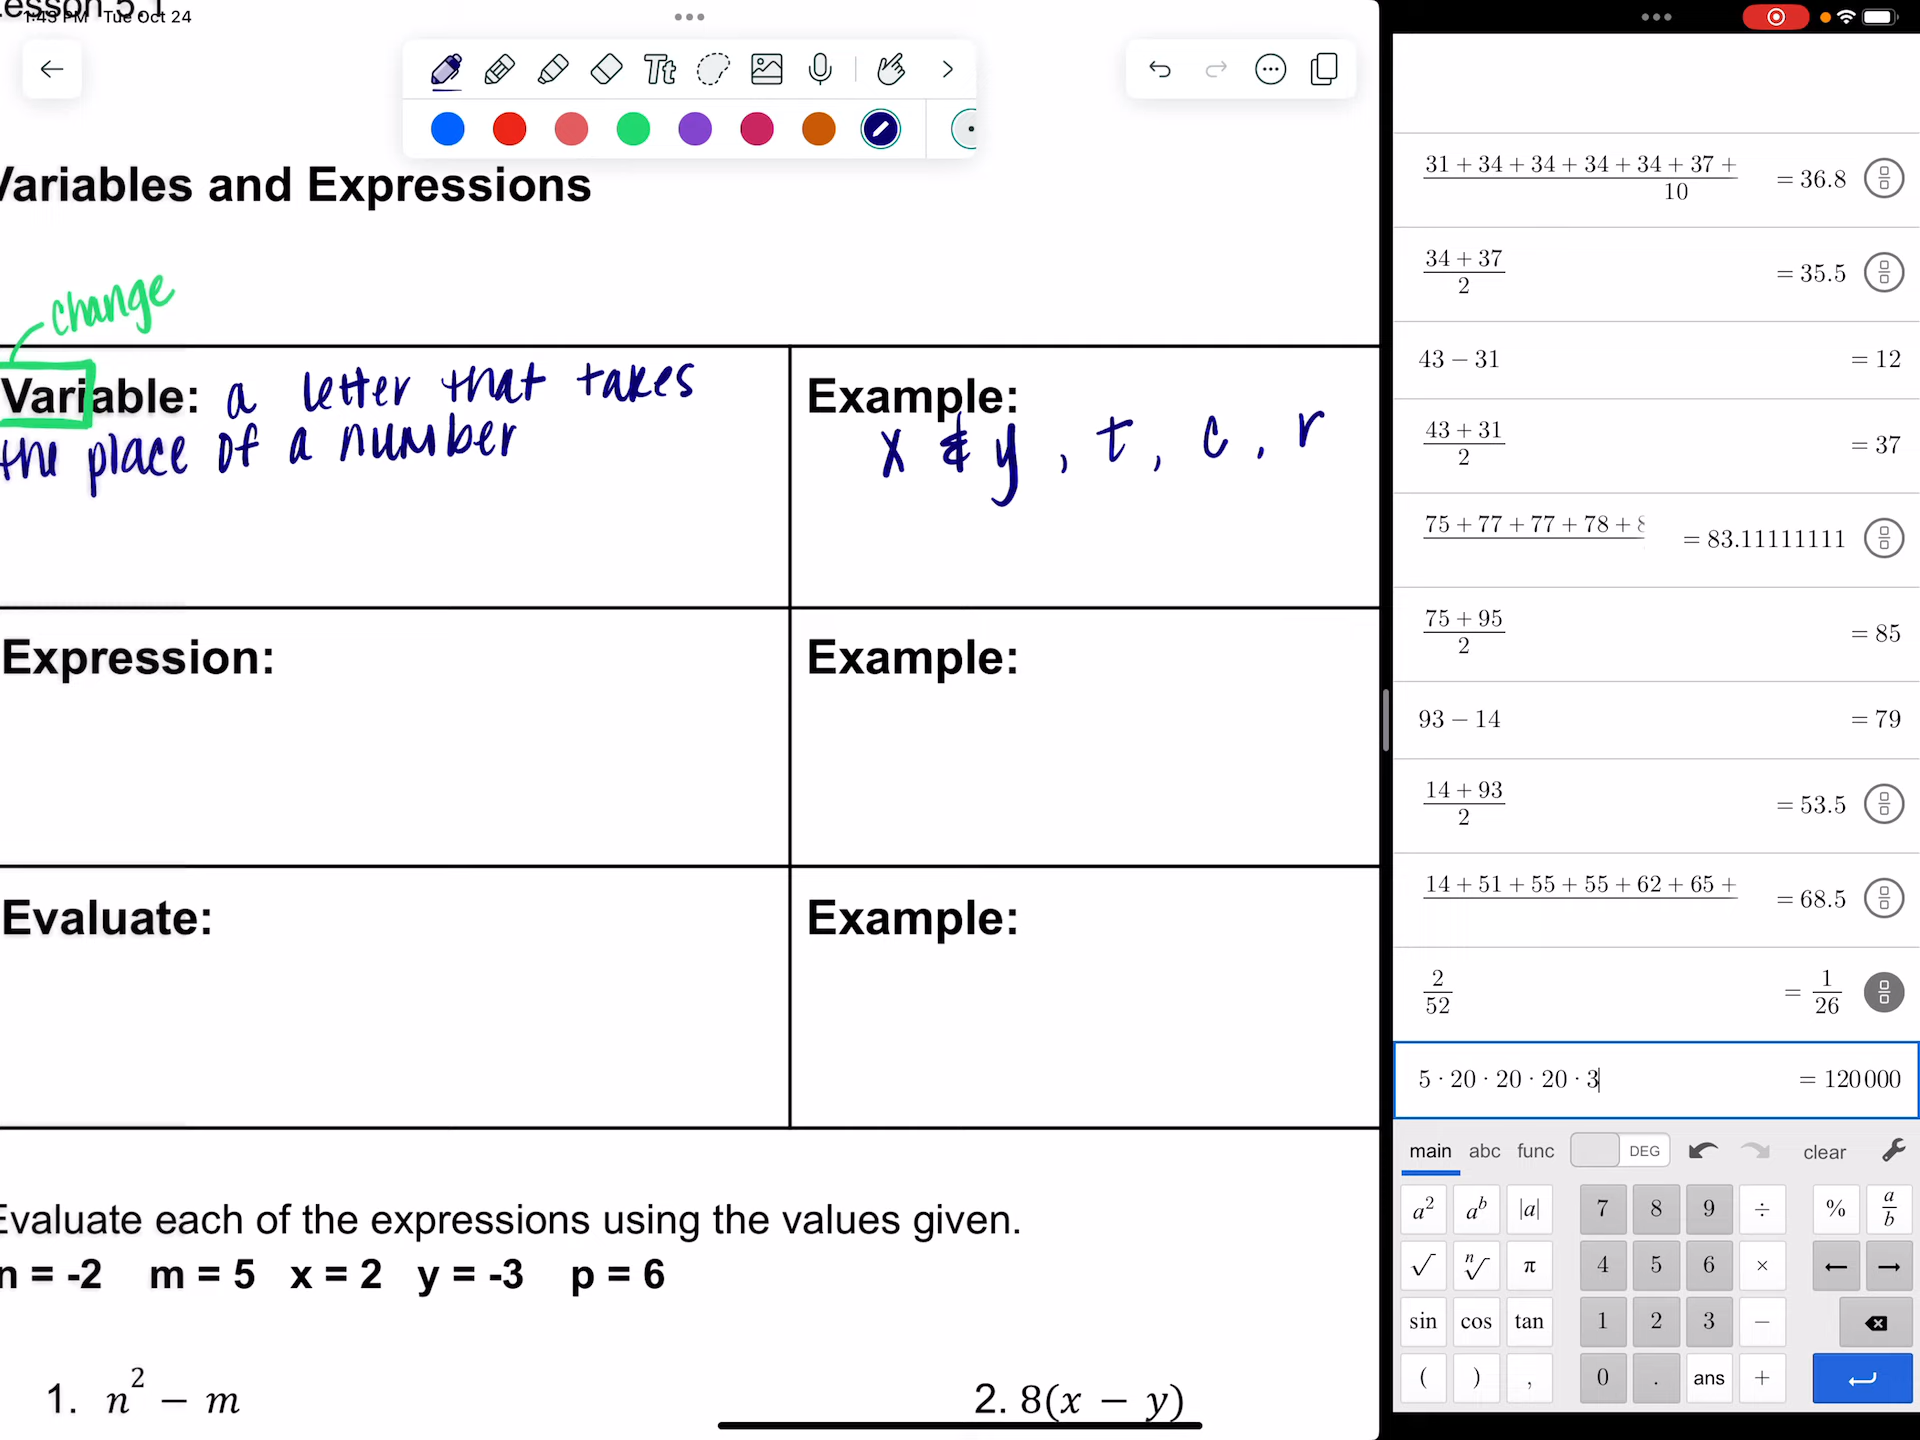 esson 5.1
1:43 PM Tue Oct 24
Variables and Expressions
change
Variable: a letter that takes
the place of a number
Example:
x & y, t, c, r
Expression:
Example:
Evaluate:
Example:
Evaluate each of the expressions using the values given.
n = -2 m = 5 x = 2 y = -3 p = 6
1. n² − m
2. 8(x − y)
Tt
31 + 34 + 34 + 34 + 34 + 37 +
10
= 36.8
34 + 37
2
= 35.5
43 − 31
= 12
43 + 31
2
= 37
75 + 77 + 77 + 78 +
= 83.11111111
75 + 95
2
= 85
93 − 14
= 79
14 + 93
2
= 53.5
14 + 51 + 55 + 55 + 62 + 65 +
= 68.5
2
52
= 1
26
5 · 20 · 20 · 20 · 3
= 120000
main abc func DEG clear
a² aᵇ |a| 7 8 9 ÷ % a/b
√ ⁿ√ π 4 5 6 × ← →
sin cos tan 1 2 3 −
( ) , 0 . ans +